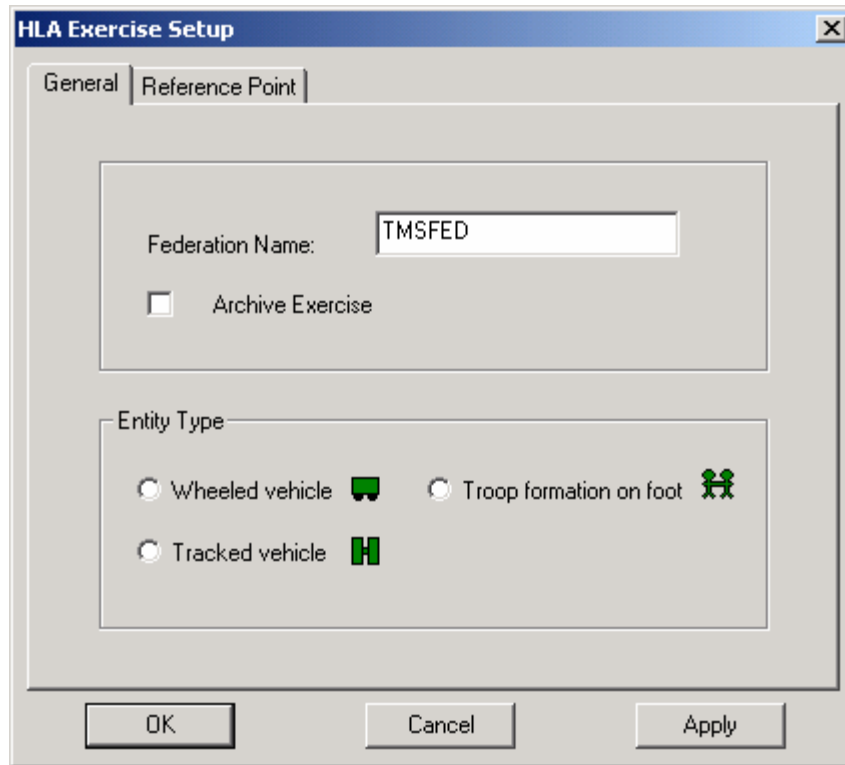 HLA Exercise Setup
General
Reference Point
Federation Name:
TMSFED
Archive Exercise
Entity Type
Wheeled vehicle
Troop formation on foot
Tracked vehicle
OK
Cancel
Apply